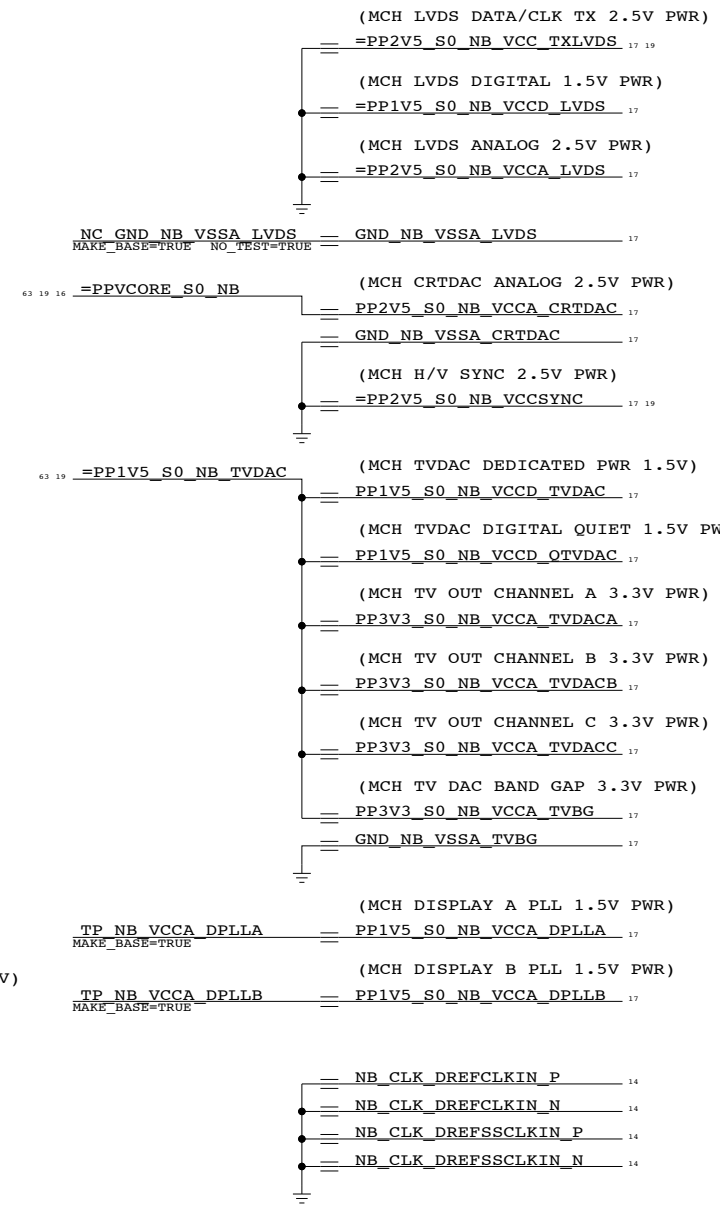 (MCH LVDS DATA/CLK TX 2.5V PWR)
=PP2V5_S0_NB_VCC_TXLVDS 17 19
(MCH LVDS DIGITAL 1.5V PWR)
=PP1V5_S0_NB_VCCD_LVDS 17
(MCH LVDS ANALOG 2.5V PWR)
=PP2V5_S0_NB_VCCA_LVDS 17
NC_GND_NB_VSSA_LVDS GND_NB_VSSA_LVDS 17
MAKE_BASE=TRUE NO_TEST=TRUE
(MCH CRTDAC ANALOG 2.5V PWR)
63 19 16 =PPVCORE_S0_NB
PP2V5_S0_NB_VCCA_CRTDAC 17
GND_NB_VSSA_CRTDAC 17
(MCH H/V SYNC 2.5V PWR)
=PP2V5_S0_NB_VCCSYNC 17 19
(MCH TVDAC DEDICATED PWR 1.5V)
63 19 =PP1V5_S0_NB_TVDAC
PP1V5_S0_NB_VCCD_TVDAC 17
(MCH TVDAC DIGITAL QUIET 1.5V PW
PP1V5_S0_NB_VCCD_QTVDAC 17
(MCH TV OUT CHANNEL A 3.3V PWR)
PP3V3_S0_NB_VCCA_TVDACA 17
(MCH TV OUT CHANNEL B 3.3V PWR)
PP3V3_S0_NB_VCCA_TVDACB 17
(MCH TV OUT CHANNEL C 3.3V PWR)
PP3V3_S0_NB_VCCA_TVDACC 17
(MCH TV DAC BAND GAP 3.3V PWR)
PP3V3_S0_NB_VCCA_TVBG 17
GND_NB_VSSA_TVBG 17
(MCH DISPLAY A PLL 1.5V PWR)
TP_NB_VCCA_DPLLA PP1V5_S0_NB_VCCA_DPLLA 17
MAKE_BASE=TRUE
(MCH DISPLAY B PLL 1.5V PWR)
V)
TP_NB_VCCA_DPLLB PP1V5_S0_NB_VCCA_DPLLB 17
MAKE_BASE=TRUE
NB_CLK_DREFCLKIN_P 14
NB_CLK_DREFCLKIN_N 14
NB_CLK_DREFSSCLKIN_P 14
NB_CLK_DREFSSCLKIN_N 14